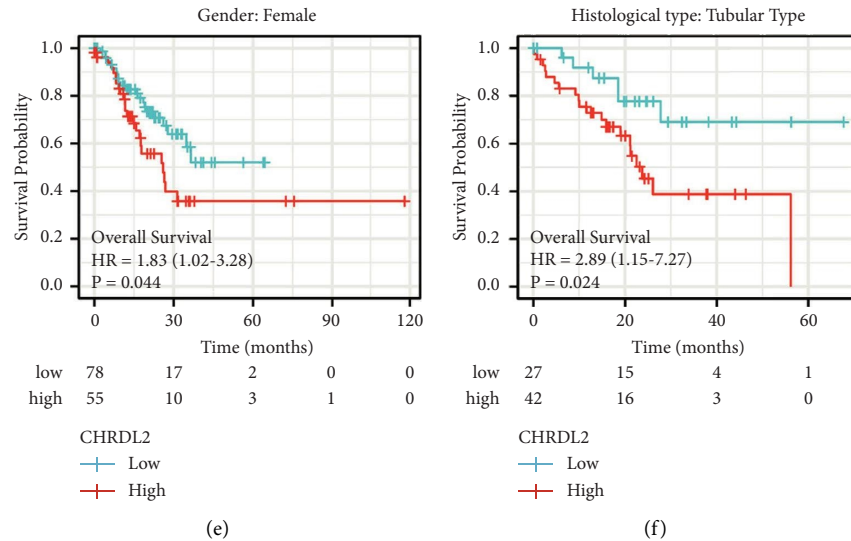 Gender: Female
1.0
0.8
0.6
0.4
0.2
0.0
Survival Probability
Overall Survival
HR = 1.83 (1.02-3.28)
P = 0.044
0 30 60 90 120
Time (months)
low 78 17 2 0 0
high 55 10 3 1 0
CHRDL2
Low
High
(e)
Histological type: Tubular Type
1.0
0.8
0.6
0.4
0.2
0.0
Survival Probability
Overall Survival
HR = 2.89 (1.15-7.27)
P = 0.024
0 20 40 60
Time (months)
low 27 15 4 1
high 42 16 3 0
CHRDL2
Low
High
(f)